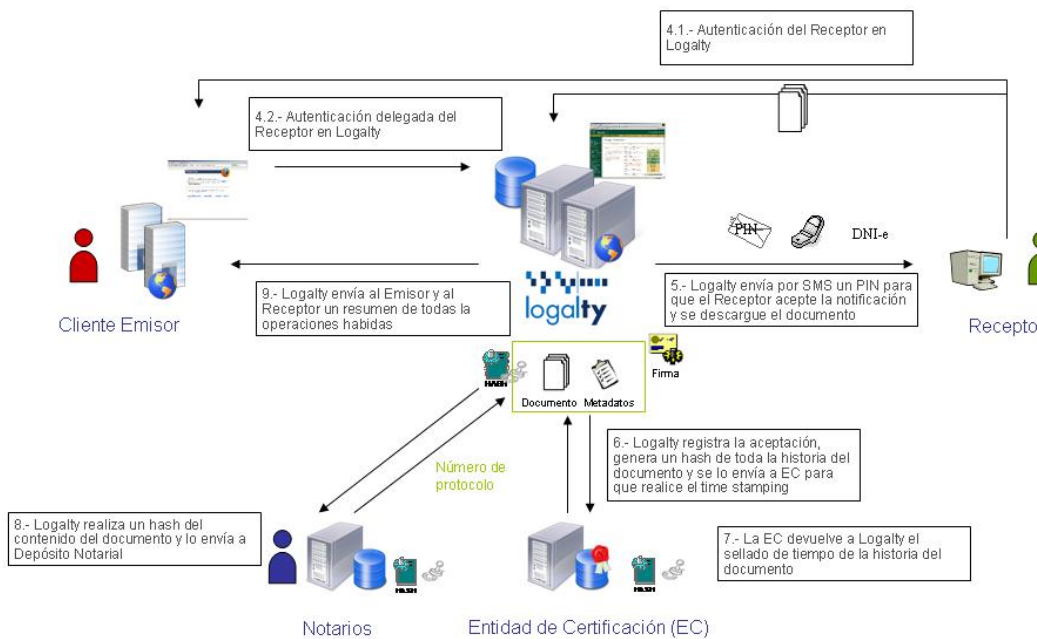 4.1.- Autenticación del Receptor en
Logalty
4.2.- Autenticación delegada del
Receptor en Logalty
PIN
DNI-e
9.- Logalty envía al Emisor y al
Receptor un resumen de todas la
operaciones habidas
logalty
5.- Logalty envía por SMS un PIN para
que el Receptor acepte la notificación
y se descargue el documento
Cliente Emisor
Recepto
HASH
Firma
Documento Metadatos
6.- Logalty registra la aceptación,
genera un hash de toda la historia del
documento y se lo envía a EC para
que realice el time stamping
Número de
protocolo
8.- Logalty realiza un hash del
contenido del documento y lo envía a
Depósito Notarial
7.- La EC devuelve a Logalty el
sellado de tiempo de la historia del
documento
HASH
HASH
Notarios
Entidad de Certificación (EC)